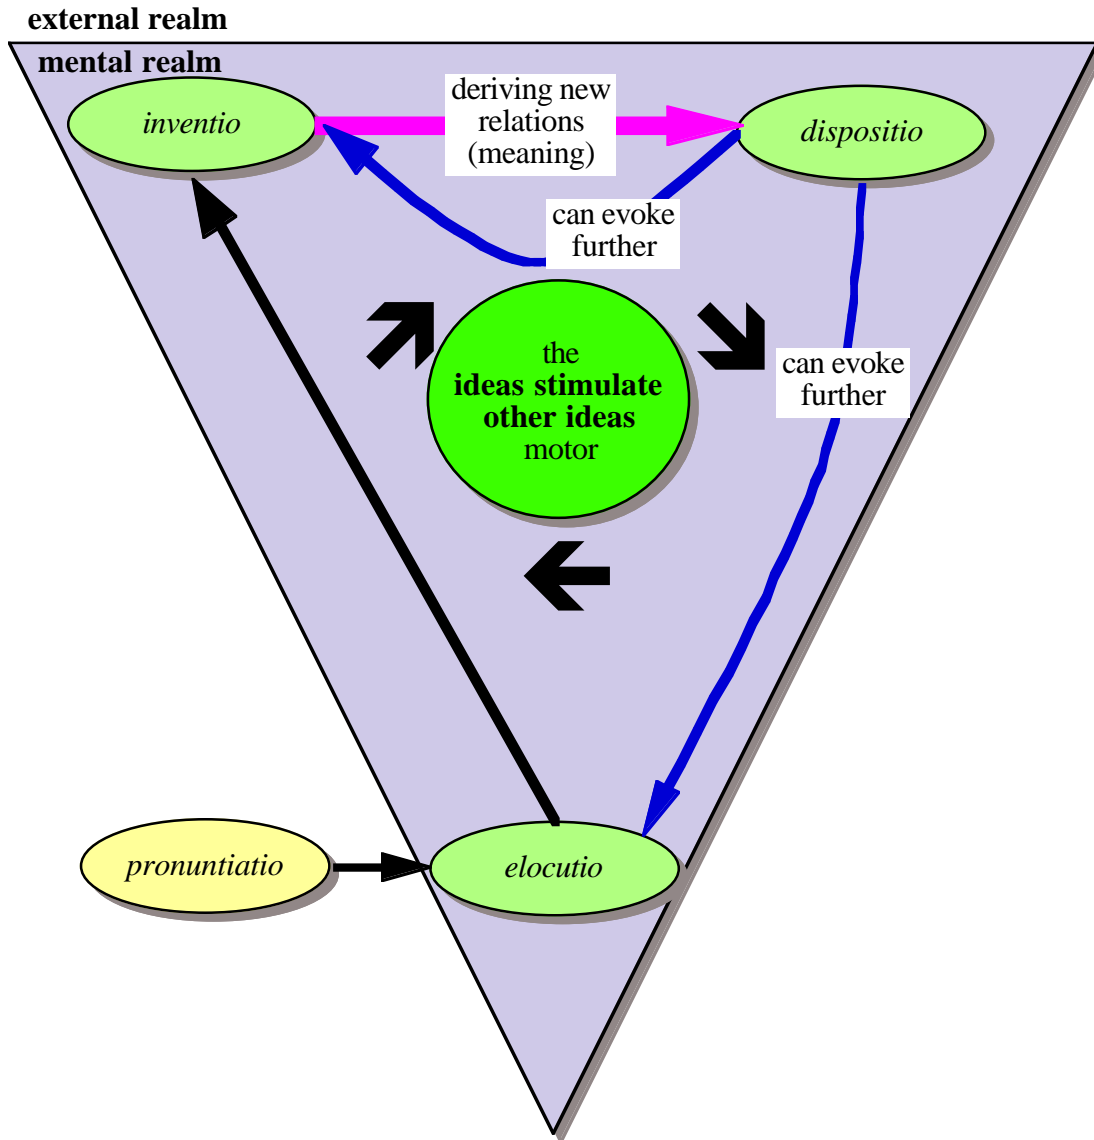 external realm
mental realm
inventio
deriving new
relations
(meaning)
dispositio
can evoke
further
the
ideas stimulate
other ideas
motor
can evoke
further
pronuntiatio
elocutio